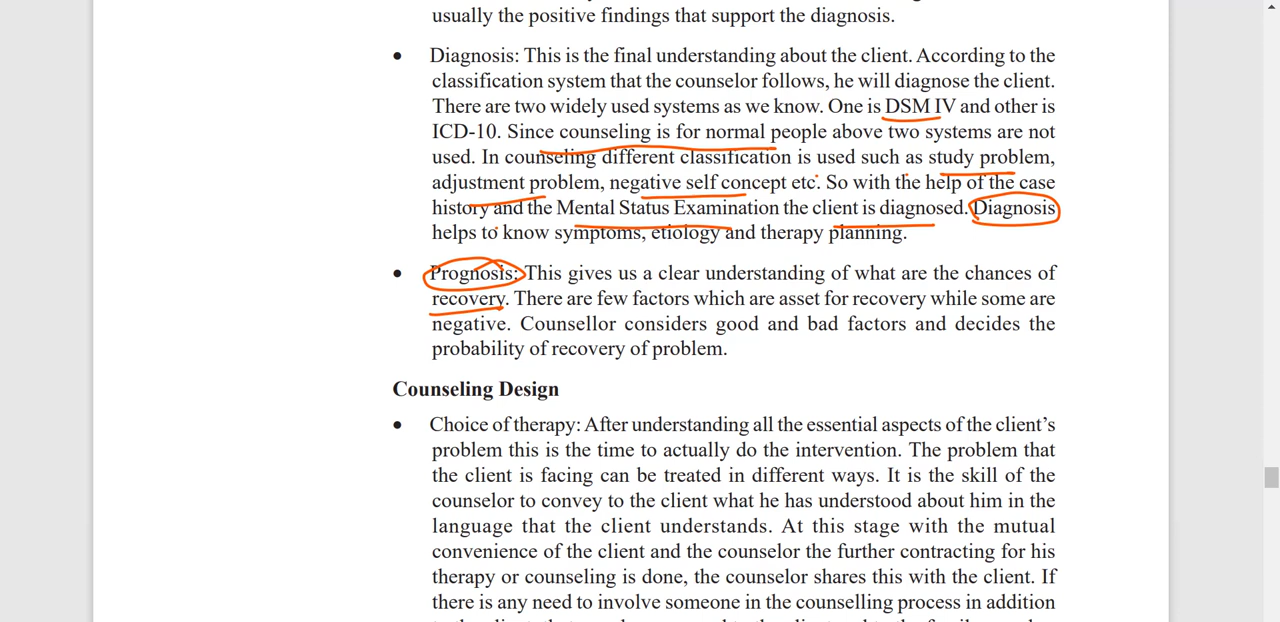 usually the positive findings that support the diagnosis.
• Diagnosis: This is the final understanding about the client. According to the
classification system that the counselor follows, he will diagnose the client.
There are two widely used systems as we know. One is DSM IV and other is
ICD-10. Since counseling is for normal people above two systems are not
used. In counseling different classification is used such as study problem,
adjustment problem, negative self concept etc. So with the help of the case
history and the Mental Status Examination the client is diagnosed. Diagnosis
helps to know symptoms, etiology and therapy planning.
• Prognosis: This gives us a clear understanding of what are the chances of
recovery. There are few factors which are asset for recovery while some are
negative. Counsellor considers good and bad factors and decides the
probability of recovery of problem.
Counseling Design
• Choice of therapy: After understanding all the essential aspects of the client’s
problem this is the time to actually do the intervention. The problem that
the client is facing can be treated in different ways. It is the skill of the
counselor to convey to the client what he has understood about him in the
language that the client understands. At this stage with the mutual
convenience of the client and the counselor the further contracting for his
therapy or counseling is done, the counselor shares this with the client. If
there is any need to involve someone in the counselling process in addition